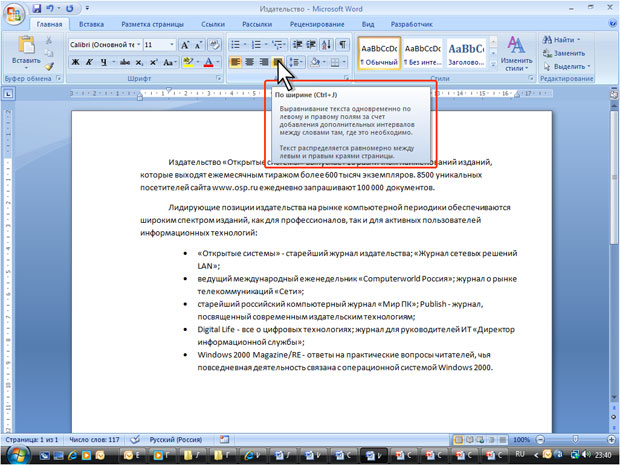 Издательство - Microsoft Word
Главная Вставка Разметка страницы Ссылки Рассылки Рецензирование Вид Разработчик
Calibri (Основной те 11
AaBbCcDc AaBbCcDc AaBbCc
Вставить
Ж К Ч abc x₂ x² Aa
¶ Обычный ¶ Без инте... Заголово...
Изменить стили
Найти
Заменить
Выделить
Буфер обмена Шрифт Стили Редактирование
По ширине (Ctrl+J)
Выравнивание текста одновременно по
левому и правому полям за счет
добавления дополнительных интервалов
между словами там, где это необходимо.
Текст распределяется равномерно между
левым и правым краями страницы.
Издательство «Открытые изданий,
которые выходят ежемесячным тиражом более 600 тысяч экземпляров. 8500 уникальных
посетителей сайта www.osp.ru ежедневно запрашивают 100 000 документов.
Лидирующие позиции издательства на рынке компьютерной периодики обеспечиваются
широким спектром изданий, как для профессионалов, так и для активных пользователей
информационных технологий:
• «Открытые системы» - старейший журнал издательства; «Журнал сетевых решений
LAN»;
• ведущий международный еженедельник «Computerworld Россия»; журнал о рынке
телекоммуникаций «Сети»;
• старейший российский компьютерный журнал «Мир ПК»; Publish - журнал,
посвященный современным издательским технологиям;
• Digital Life - все о цифровых технологиях; журнал для руководителей ИТ «Директор
информационной службы»;
• Windows 2000 Magazine/RE - ответы на практические вопросы читателей, чья
повседневная деятельность связана с операционной системой Windows 2000.
Страница: 1 из 1 Число слов: 117 Русский (Россия) 100%
RU 23:40